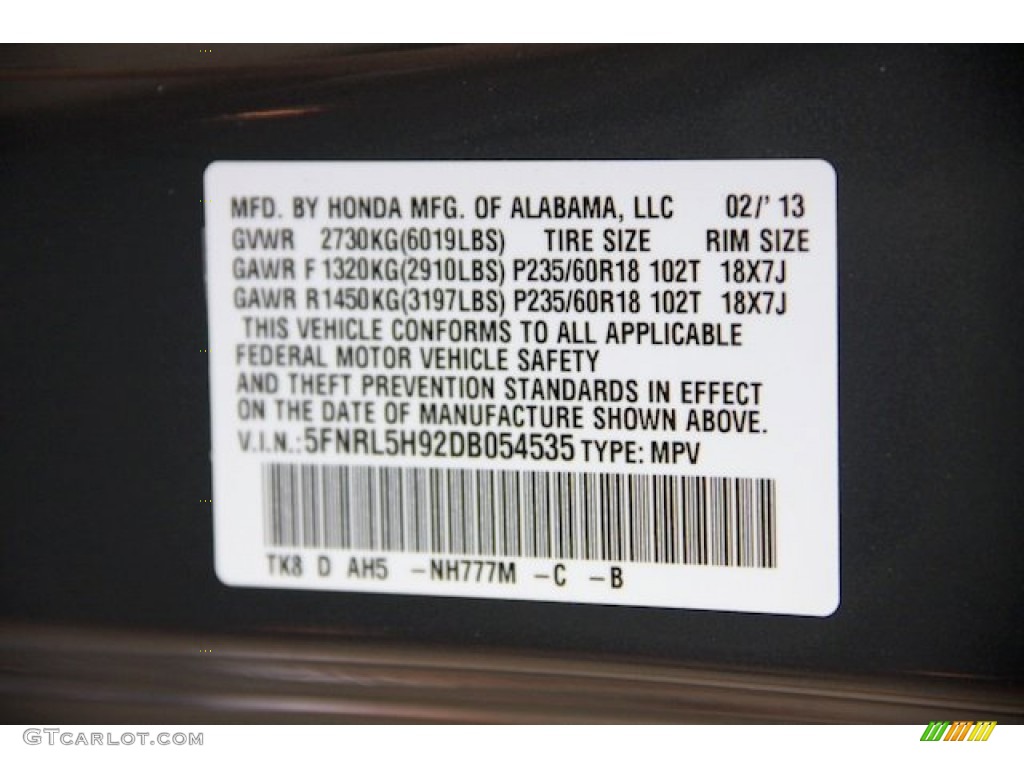 MFD. BY HONDA MFG. OF ALABAMA, LLC 02/' 13
GVWR 2730KG(6019LBS) TIRE SIZE RIM SIZE
GAWR F 1320KG(2910LBS) P235/60R18 102T 18X7J
GAWR R1450KG(3197LBS) P235/60R18 102T 18X7J
THIS VEHICLE CONFORMS TO ALL APPLICABLE
FEDERAL MOTOR VEHICLE SAFETY
AND THEFT PREVENTION STANDARDS IN EFFECT
ON THE DATE OF MANUFACTURE SHOWN ABOVE.
V.I.N.: 5FNRL5H92DB054535 TYPE: MPV
TK8 D AH5 -NH777M -C -B
GTCARLOT.COM